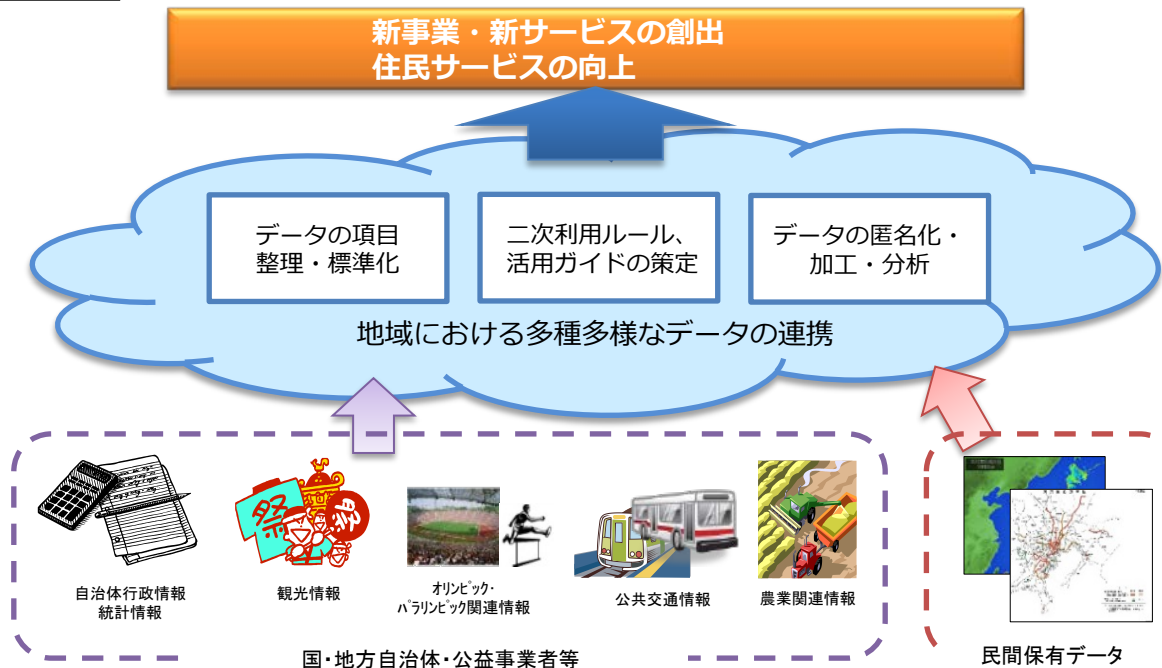 新事業・新サービスの創出
住民サービスの向上
データの項目
整理・標準化
二次利用ルール、
活用ガイドの策定
データの匿名化・
加工・分析
地域における多種多様なデータの連携
祭
自治体行政情報
統計情報
観光情報
ｵﾘﾝﾋﾟｯｸ・
ﾊﾟﾗﾘﾝﾋﾟｯｸ関連情報
公共交通情報
農業関連情報
国・地方自治体・公益事業者等
民間保有データ